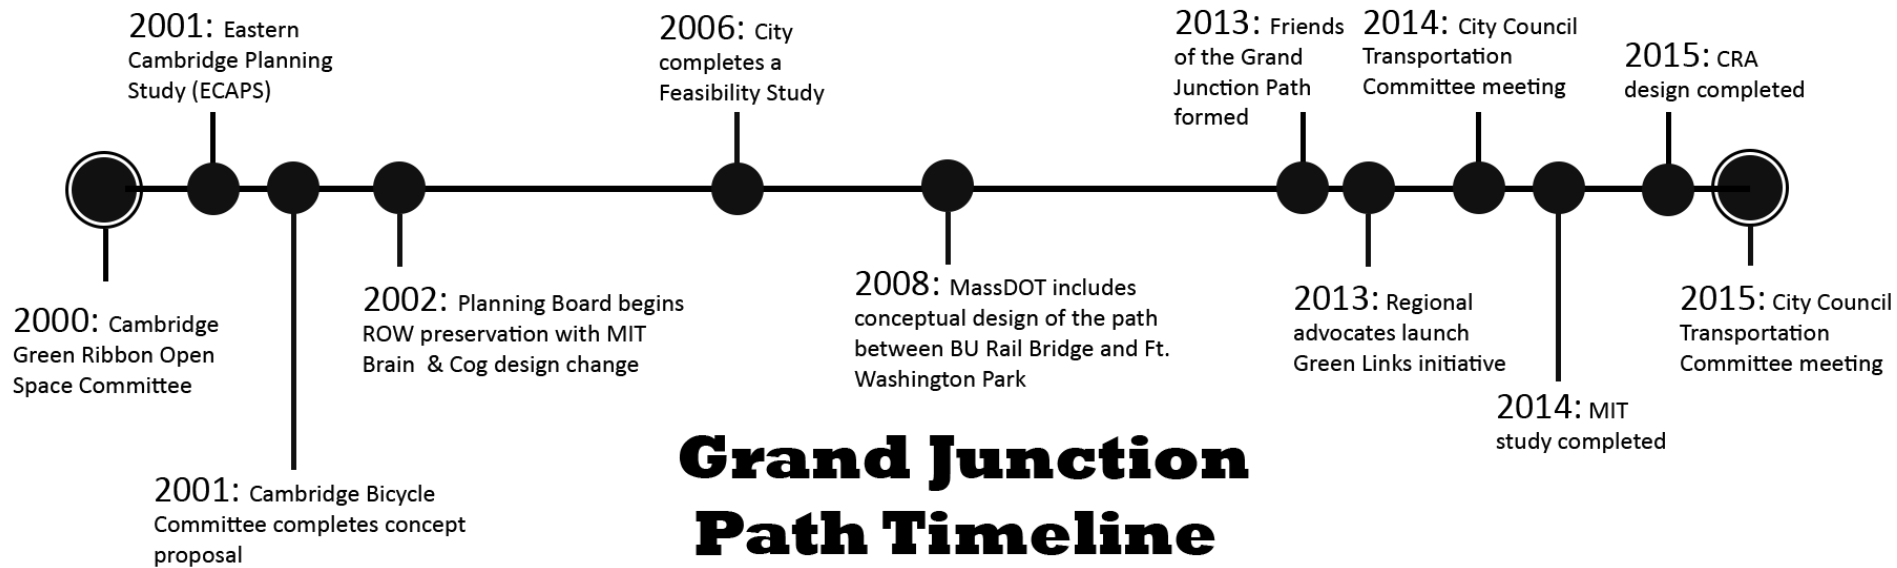 2000: Cambridge
Green Ribbon Open
Space Committee
2001: Eastern
Cambridge Planning
Study (ECAPS)
2001: Cambridge Bicycle
Committee completes concept
proposal
2002: Planning Board begins
ROW preservation with MIT
Brain & Cog design change
2006: City
completes a
Feasibility Study
2008: MassDOT includes
conceptual design of the path
between BU Rail Bridge and Ft.
Washington Park
2013: Friends
of the Grand
Junction Path
formed
2013: Regional
advocates launch
Green Links initiative
2014: City Council
Transportation
Committee meeting
2014: MIT
study completed
2015: CRA
design completed
2015: City Council
Transportation
Committee meeting
Grand Junction
Path Timeline